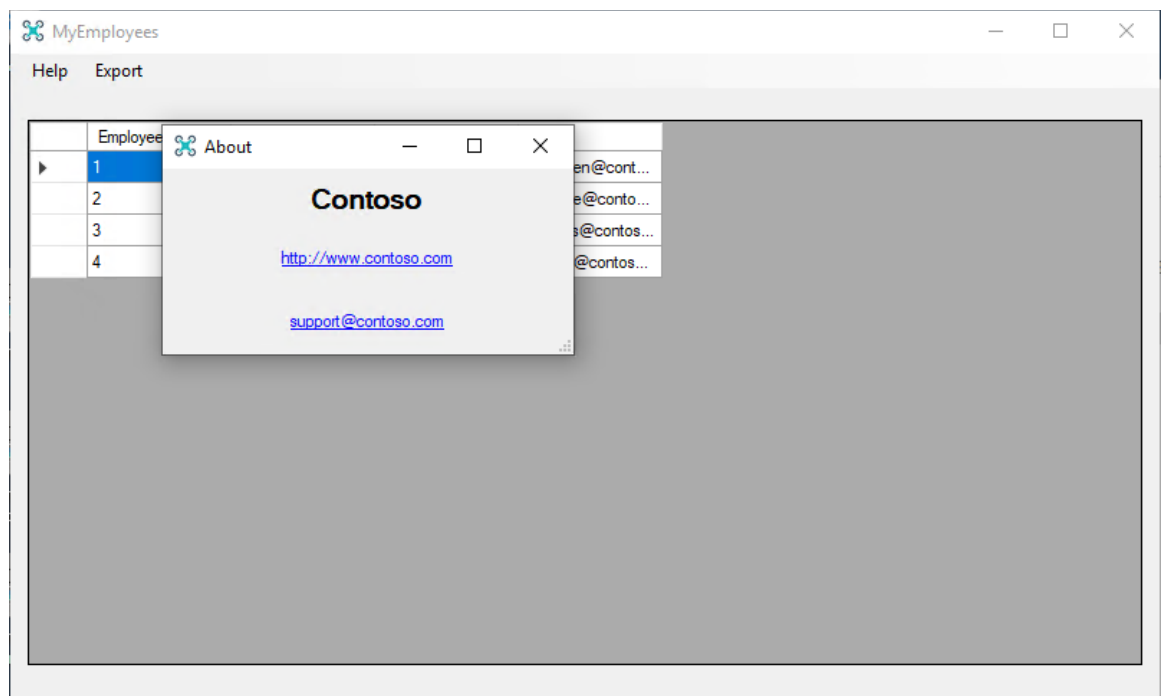 MyEmployees
Help Export
Employee
About
1 en@cont...
2 e@conto...
3 s@contos...
4 @contos...
Contoso
http://www.contoso.com
support@contoso.com